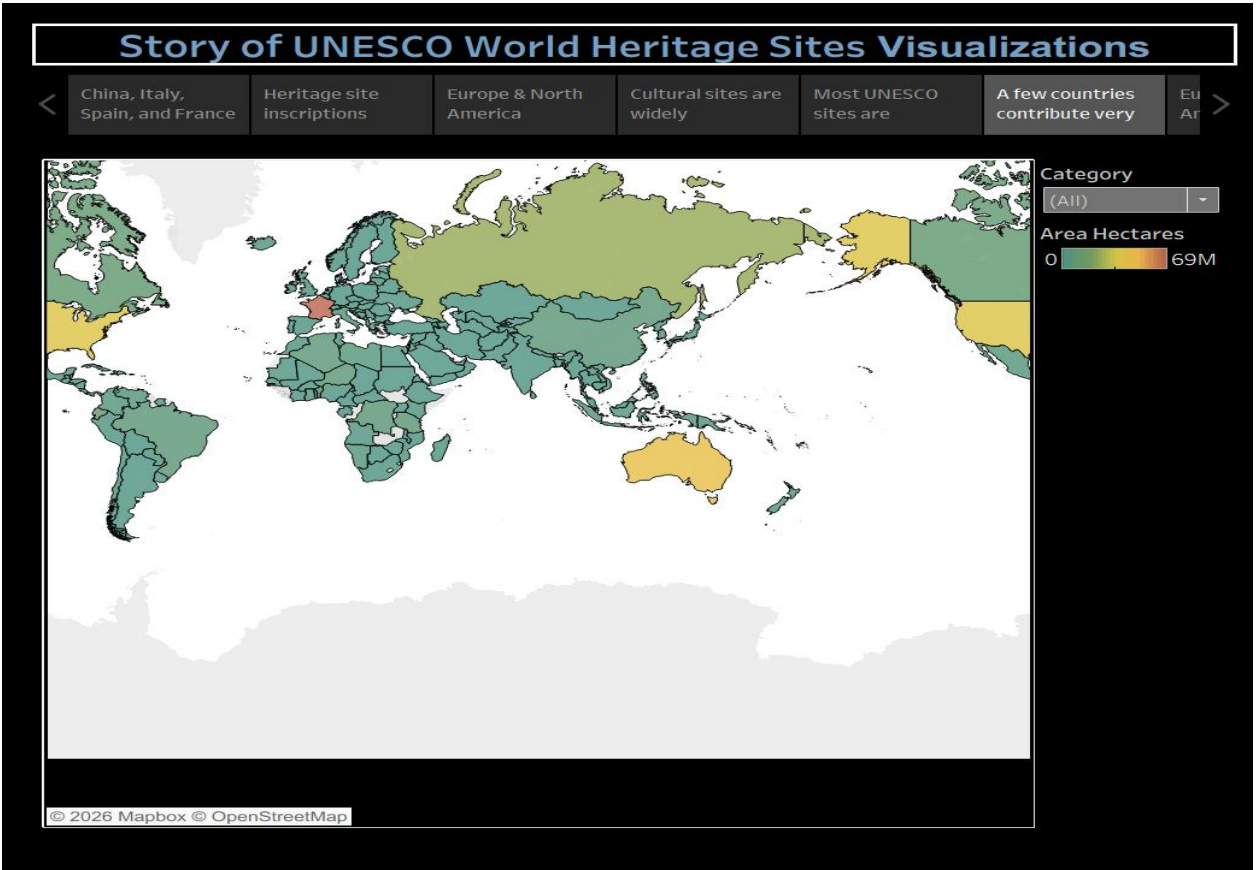 Story of UNESCO World Heritage Sites Visualizations
China, Italy,
Spain, and France
Heritage site
inscriptions
Europe & North
America
Cultural sites are
widely
Most UNESCO
sites are
A few countries
contribute very
Eu
Ar
Category
(All)
Area Hectares
0
69M
© 2026 Mapbox © OpenStreetMap